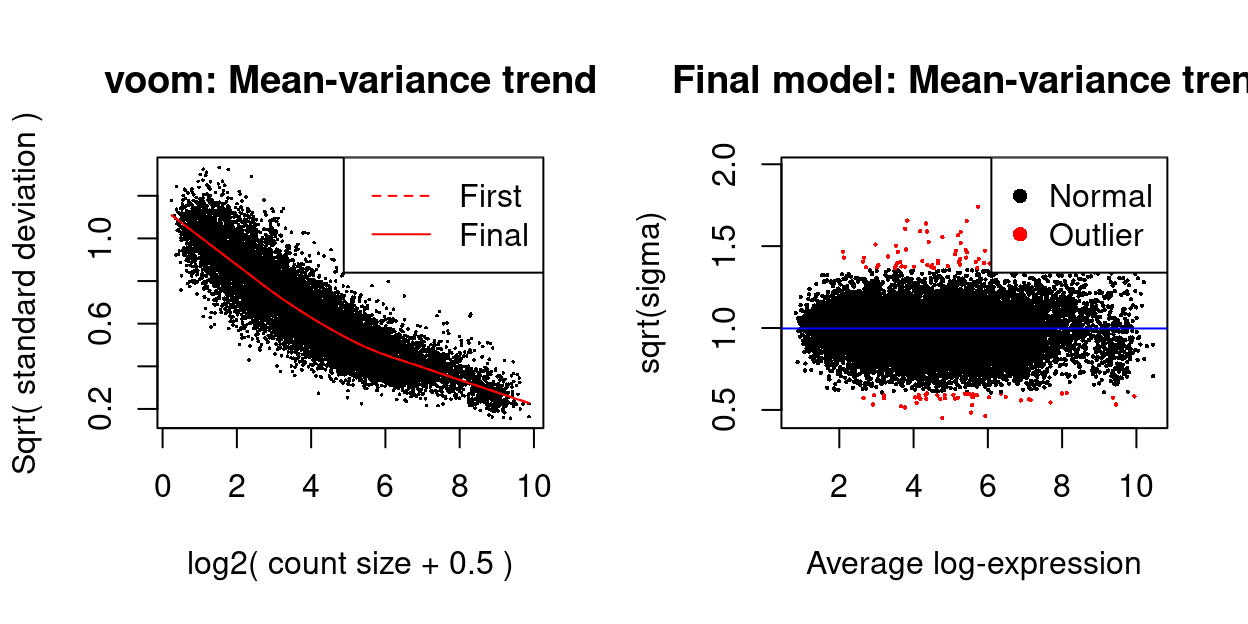 voom: Mean-variance trend
Sqrt( standard deviation )
1.0
0.6
0.2
First
Final
0 2 4 6 8 10
log2( count size + 0.5 )
Final model: Mean-variance tren
sqrt(sigma)
2.0
1.5
1.0
0.5
Normal
Outlier
2 4 6 8 10
Average log-expression